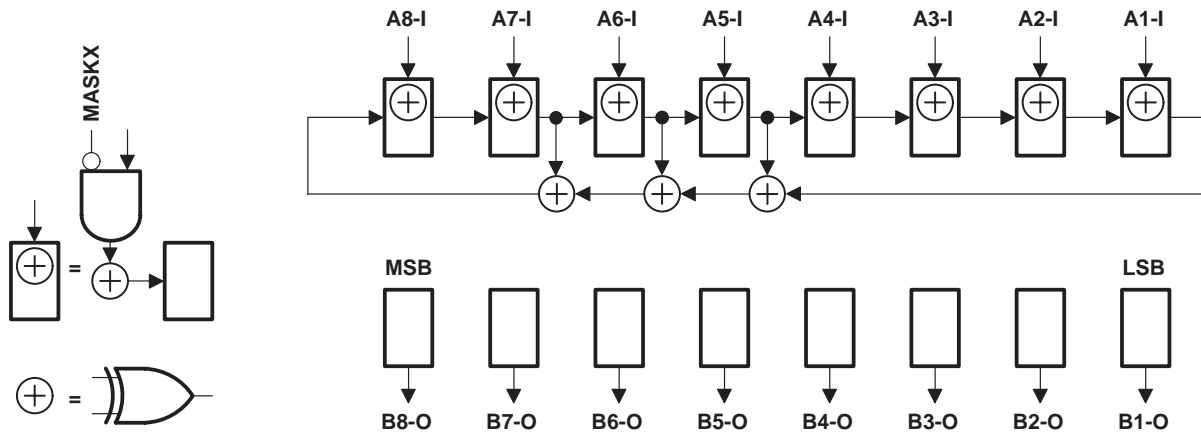 A8-I A7-I A6-I A5-I A4-I A3-I A2-I A1-I
MASKX
=
MSB LSB
=
B8-O B7-O B6-O B5-O B4-O B3-O B2-O B1-O